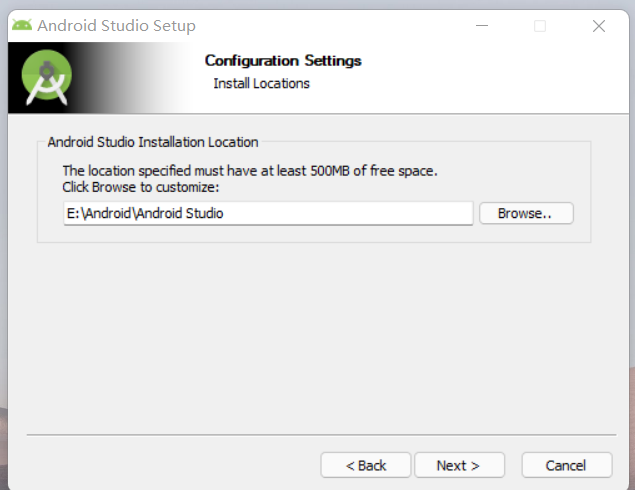 Android Studio Setup
Configuration Settings
Install Locations
Android Studio Installation Location
The location specified must have at least 500MB of free space.
Click Browse to customize:
E:\Android\Android Studio
Browse..
< Back
Next >
Cancel